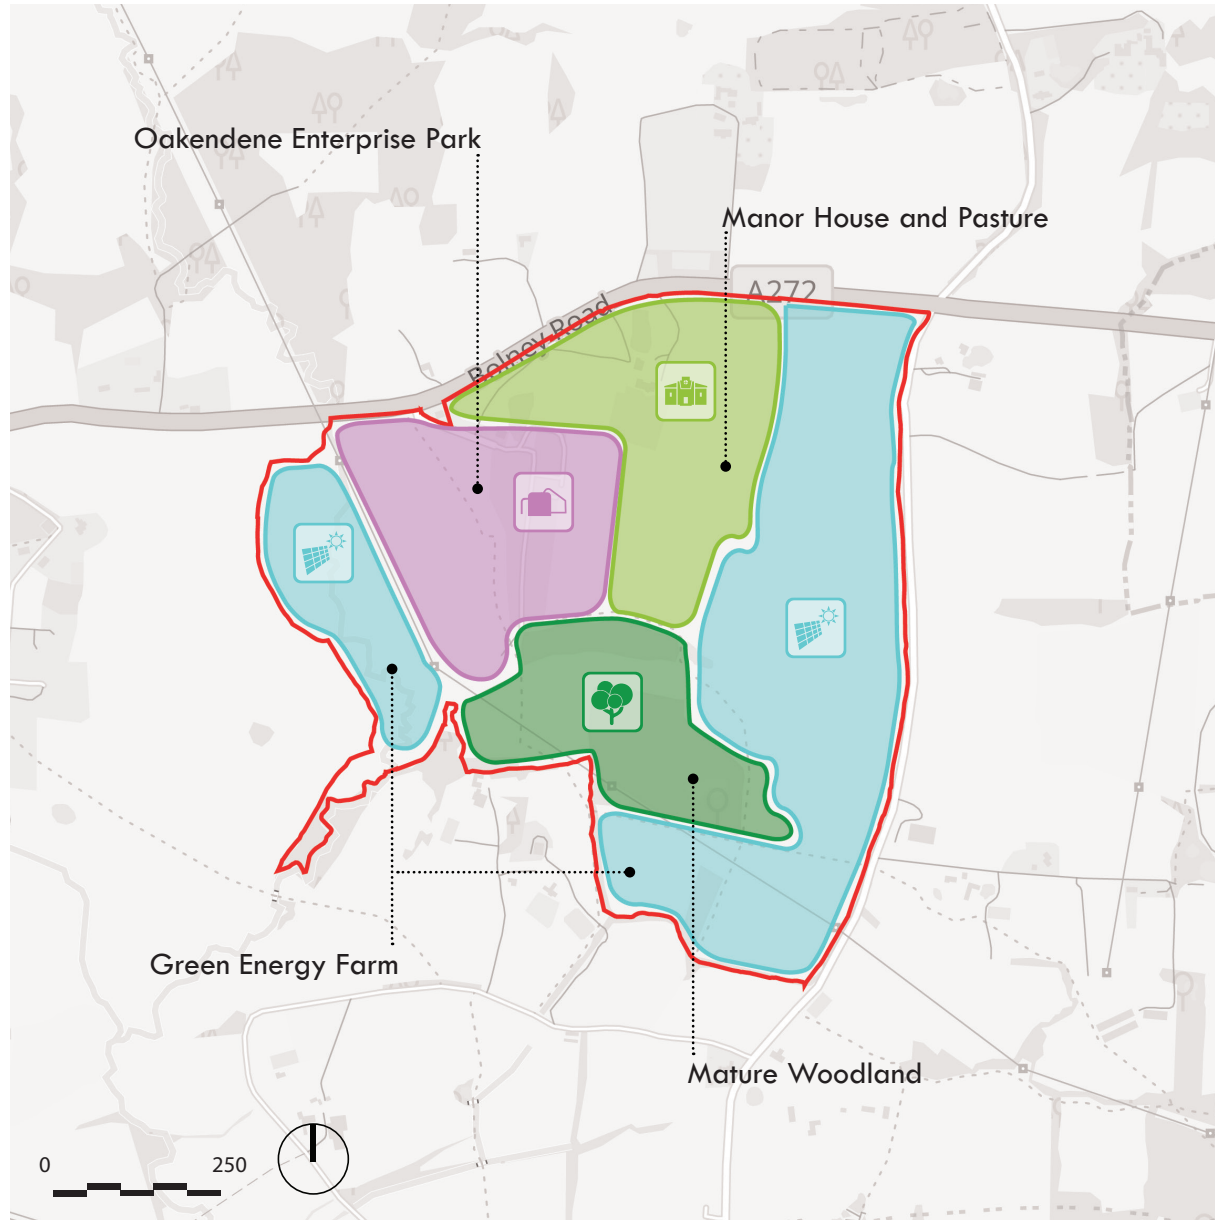 Oakendene Enterprise Park
Manor House and Pasture
A272
Bolney Road
Green Energy Farm
Mature Woodland
0 250